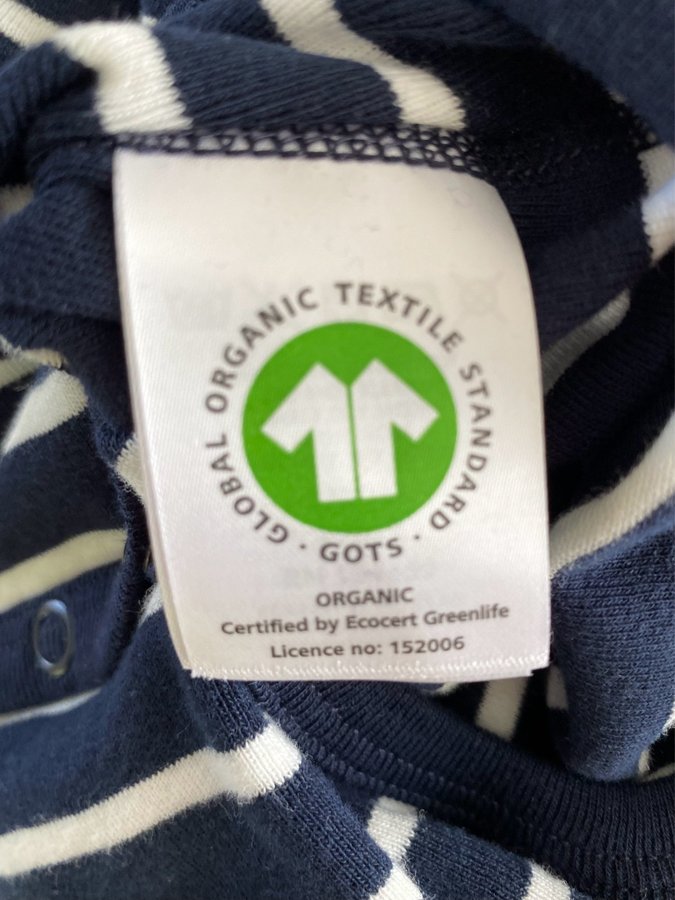 GLOBAL ORGANIC TEXTILE STANDARD · GOTS ·
ORGANIC
Certified by Ecocert Greenlife
Licence no: 152006